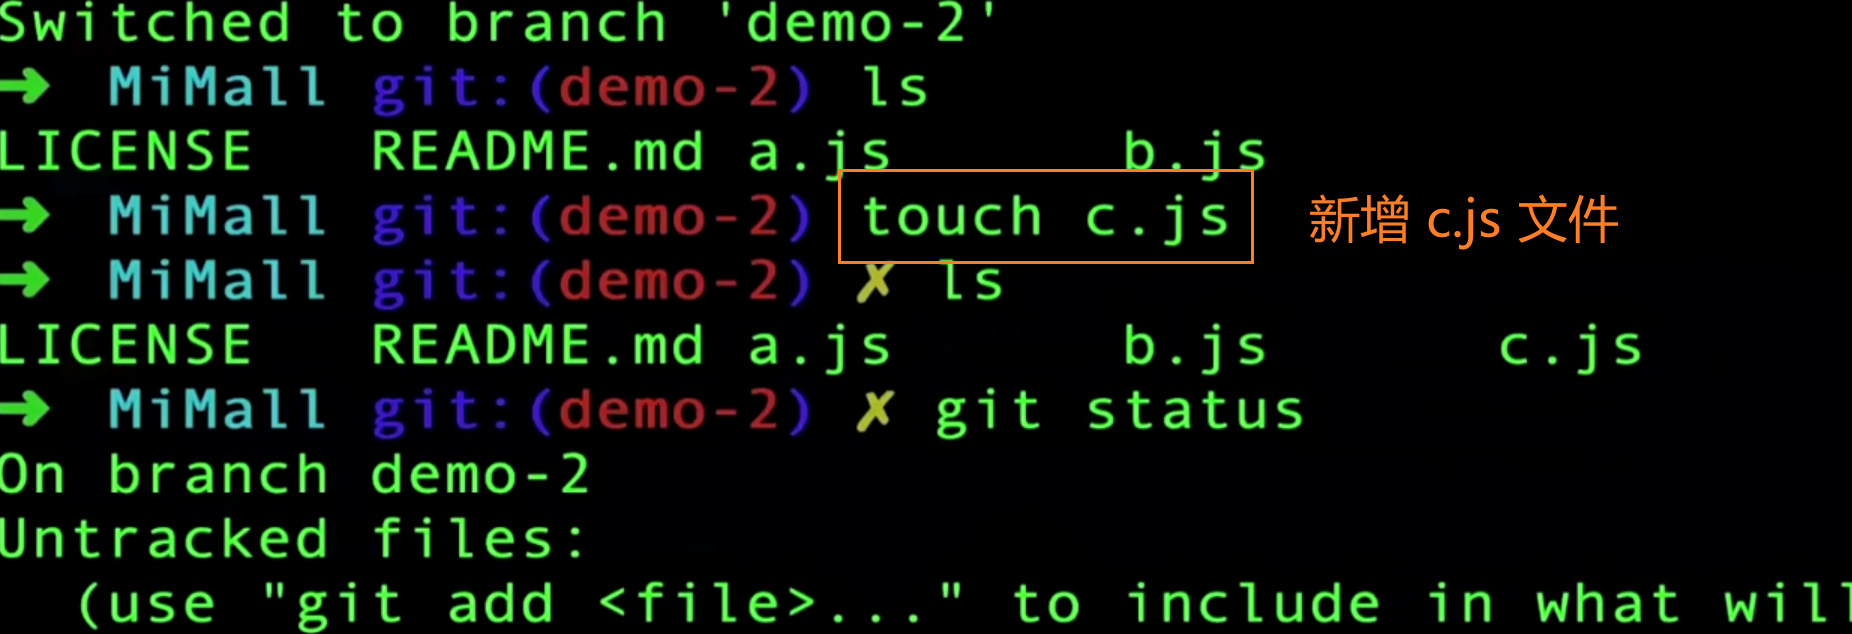 Switched to branch 'demo-2'
➜ MiMall git:(demo-2) ls
LICENSE README.md a.js b.js
➜ MiMall git:(demo-2) touch c.js 新增 c.js 文件
➜ MiMall git:(demo-2) ✗ ls
LICENSE README.md a.js b.js c.js
➜ MiMall git:(demo-2) ✗ git status
On branch demo-2
Untracked files:
(use "git add <file>..." to include in what will